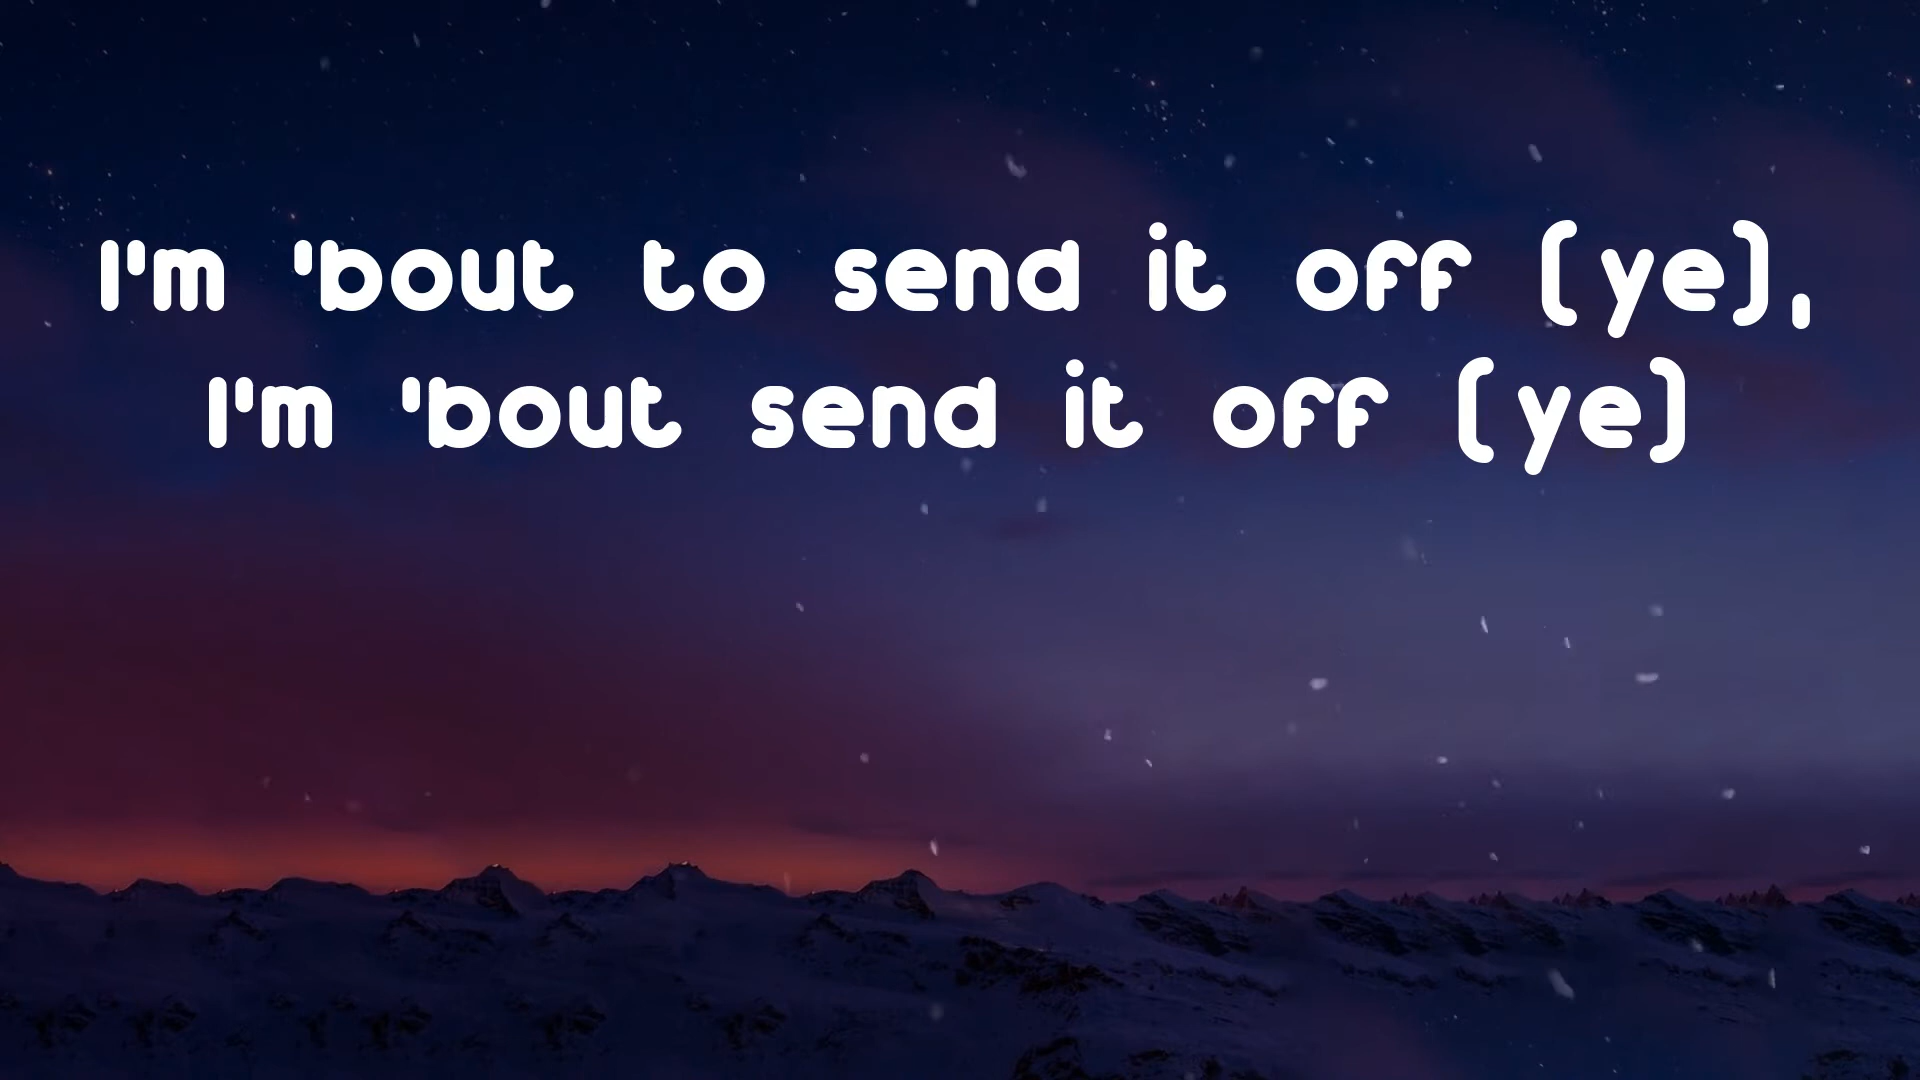 I'm 'bout to send it off (ye),
I'm 'bout send it off (ye)